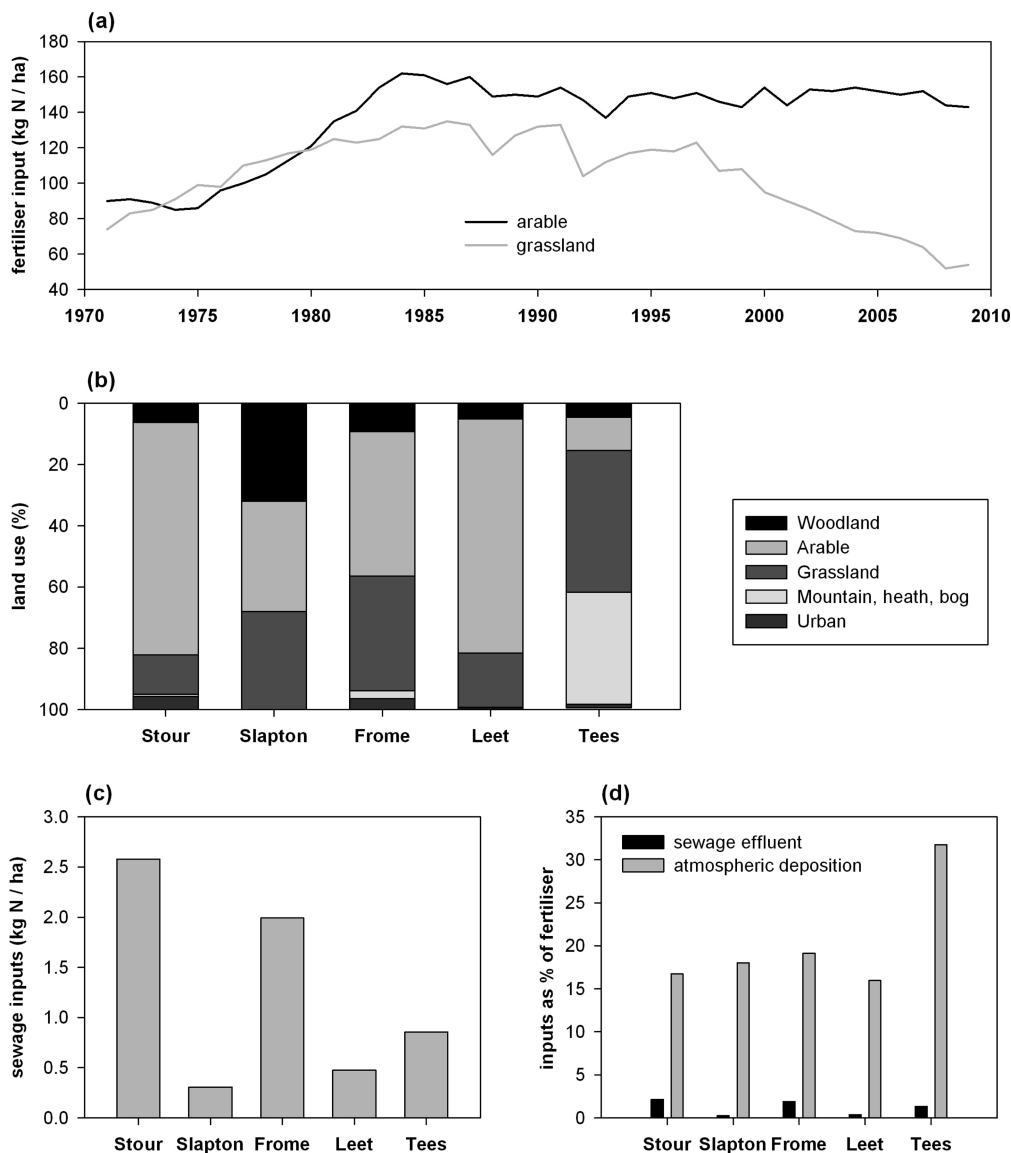 (a)
fertiliser input (kg N / ha)
180
160
140
120
100
80
60
40
arable
grassland
1970 1975 1980 1985 1990 1995 2000 2005 2010
(b)
land use (%)
0
20
40
60
80
100
Stour Slapton Frome Leet Tees
Woodland
Arable
Grassland
Mountain, heath, bog
Urban
(c)
sewage inputs (kg N / ha)
3.0
2.5
2.0
1.5
1.0
0.5
0.0
Stour Slapton Frome Leet Tees
(d)
inputs as % of fertiliser
35
30
25
20
15
10
5
0
sewage effluent
atmospheric deposition
Stour Slapton Frome Leet Tees